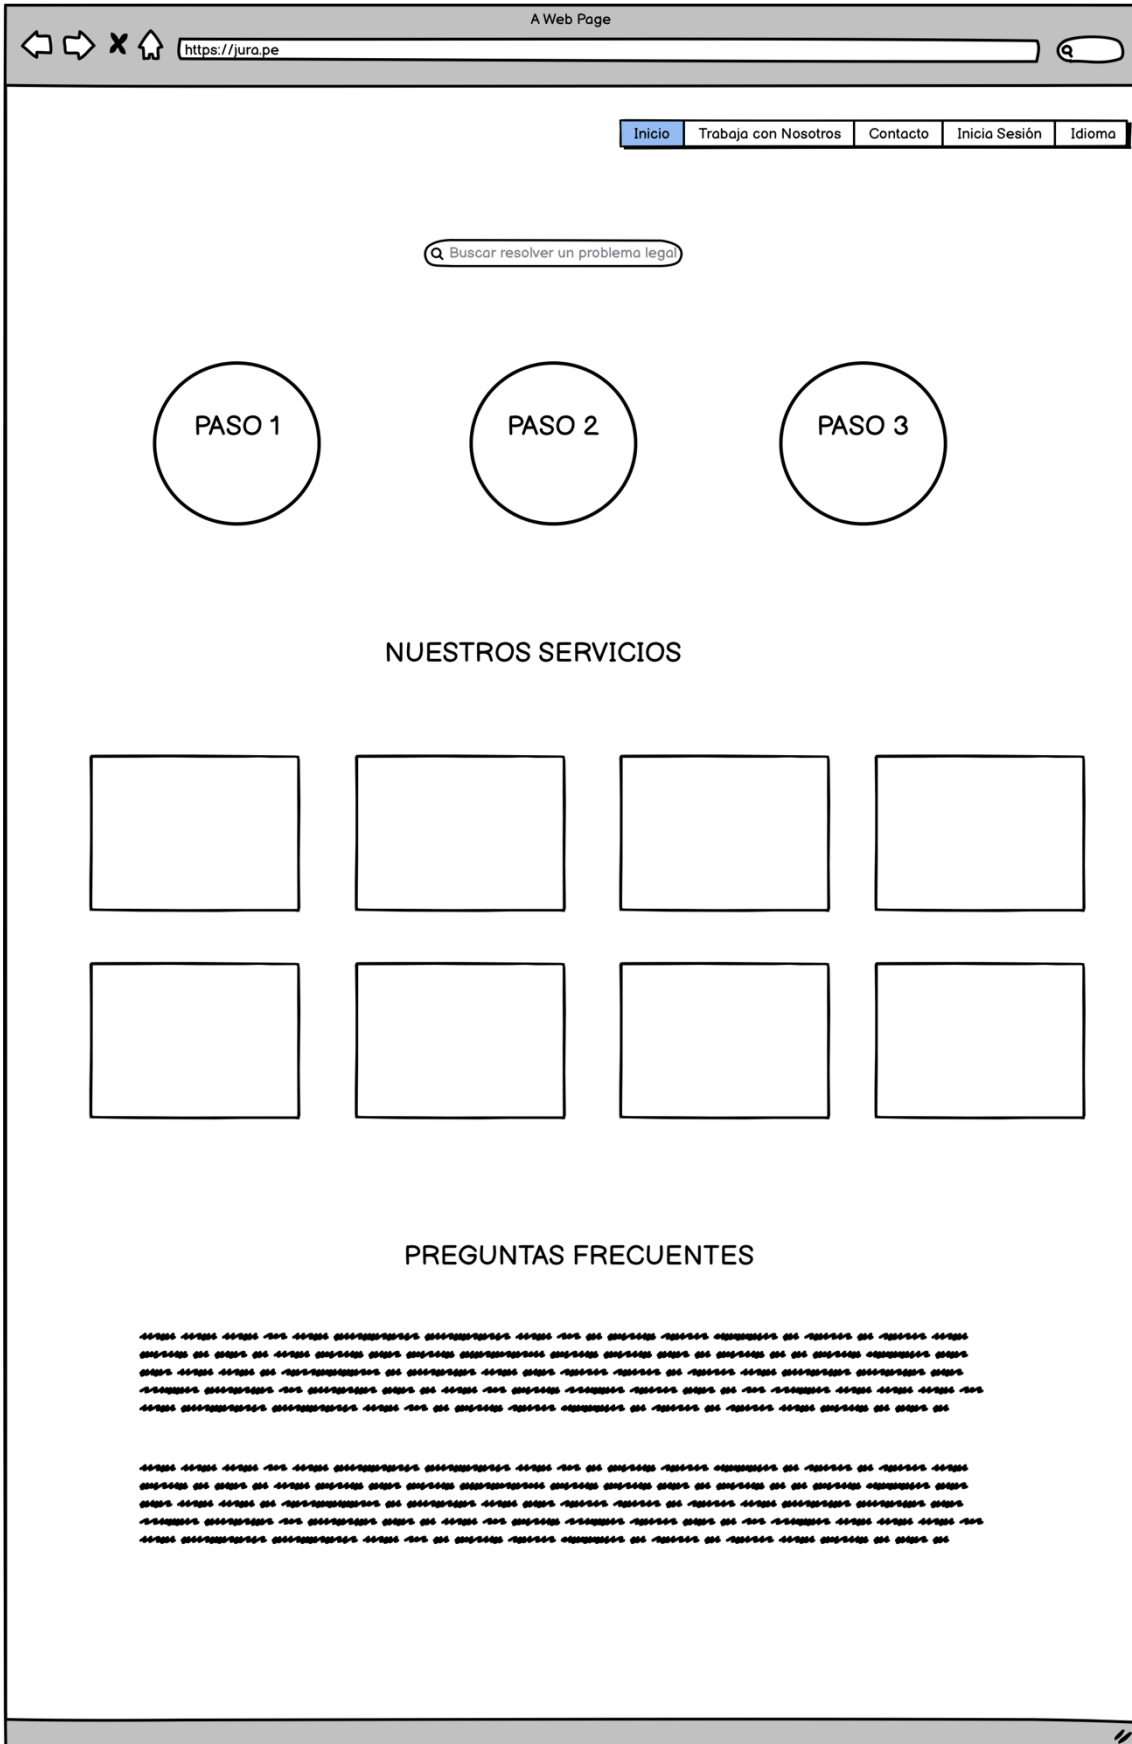 A Web Page
https://jura.pe
Inicio Trabaja con Nosotros Contacto Inicia Sesión Idioma
Buscar resolver un problema legal
PASO 1 PASO 2 PASO 3
NUESTROS SERVICIOS
PREGUNTAS FRECUENTES